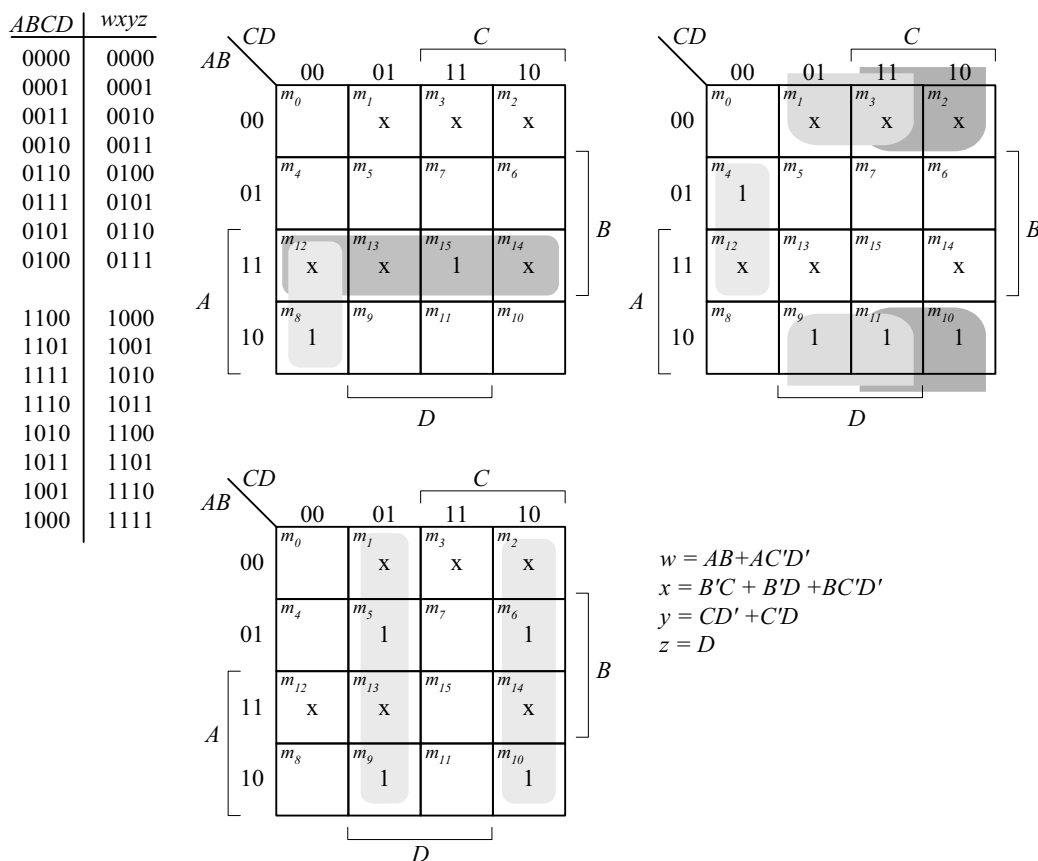 ABCD wxyz
0000 0000
0001 0001
0011 0010
0010 0011
0110 0100
0111 0101
0101 0110
0100 0111
1100 1000
1101 1001
1111 1010
1110 1011
1010 1100
1011 1101
1001 1110
1000 1111
CD C
AB 00 01 11 10
m0 m1 m3 m2
00 x x x
m4 m5 m7 m6
01 B
m12 m13 m15 m14
11 x x 1 x
A m8 m9 m11 m10
10 1
D
CD C
AB 00 01 11 10
m0 m1 m3 m2
00 x x x
m4 m5 m7 m6
01 1 B
m12 m13 m15 m14
11 x x x
A m8 m9 m11 m10
10 1 1 1
D
CD C
AB 00 01 11 10
m0 m1 m3 m2
00 x x x
m4 m5 m7 m6
01 1 1 B
m12 m13 m15 m14
11 x x x
A m8 m9 m11 m10
10 1 1
D
w = AB+AC'D'
x = B'C + B'D +BC'D'
y = CD' +C'D
z = D